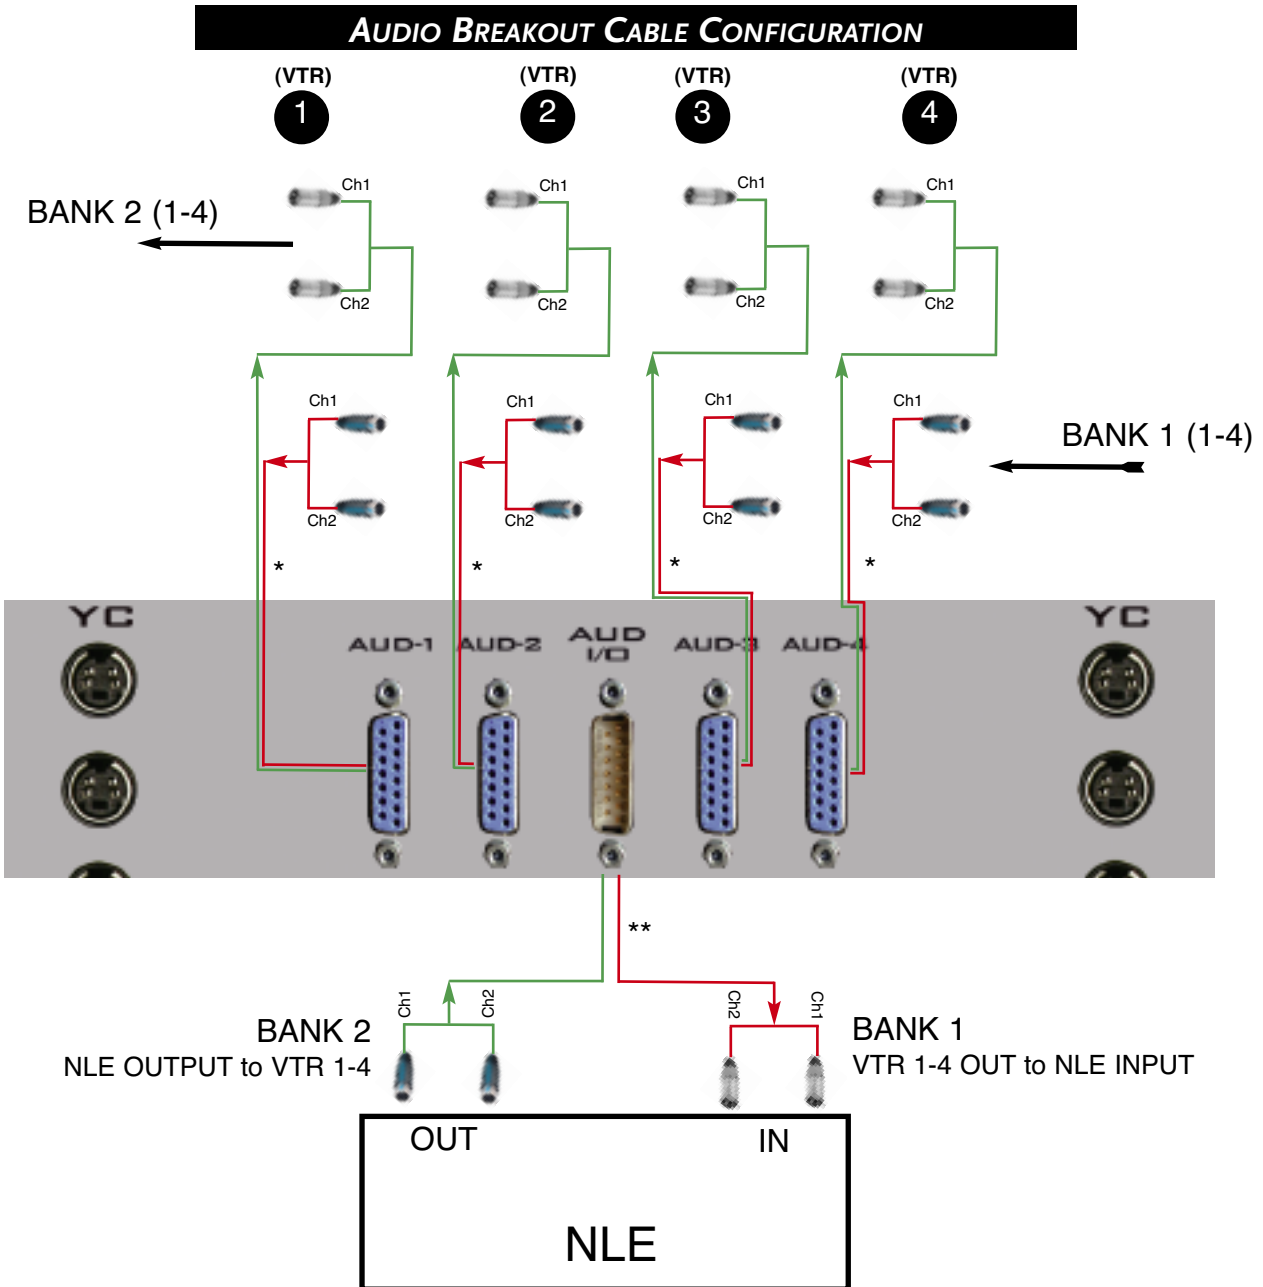 AUDIO BREAKOUT CABLE CONFIGURATION
(VTR) (VTR) (VTR) (VTR)
1 2 3 4
Ch1 Ch1 Ch1 Ch1
BANK 2 (1-4)
Ch2 Ch2 Ch2 Ch2
Ch1 Ch1 Ch1 Ch1
BANK 1 (1-4)
Ch2 Ch2 Ch2 Ch2
* * * *
YC YC
AUD-1 AUD-2 AUD I/O AUD-3 AUD-4
**
Ch1 Ch2 Ch2 Ch1
BANK 2 BANK 1
NLE OUTPUT to VTR 1-4 VTR 1-4 OUT to NLE INPUT
OUT IN
NLE